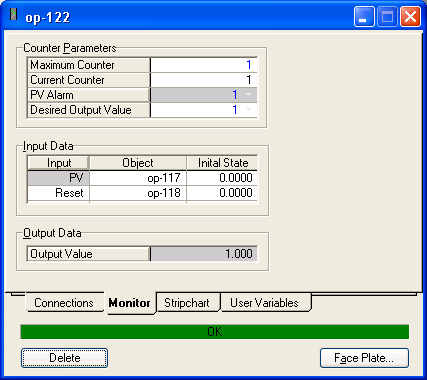 op-122
Counter Parameters
Maximum Counter 1
Current Counter 1
PV Alarm 1
Desired Output Value 1
Input Data
Input Object Inital State
PV op-117 0.0000
Reset op-118 0.0000
Output Data
Output Value 1.000
Connections Monitor Stripchart User Variables
OK
Delete Face Plate...